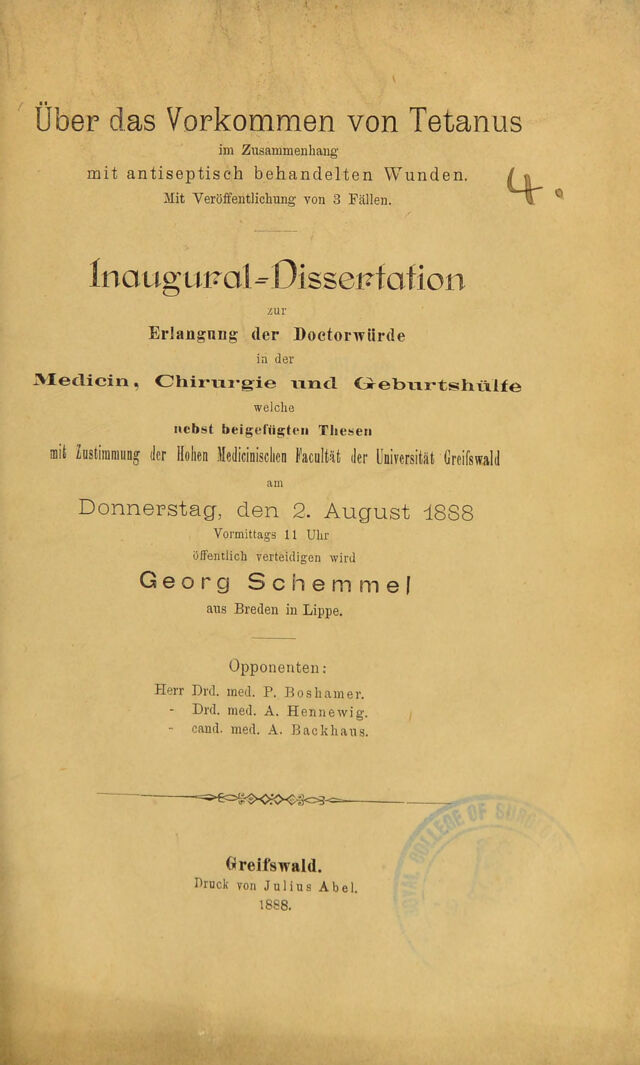 Über das Vorkommen von Tetanus
im Zusammenhang
mit antiseptisch behandelten Wunden.
Mit Veröffentlichung von 3 Fällen.
4.
Inaugural-Dissertation
zur
Erlangung der Doctorwürde
in der
Medicin, Chirurgie und Geburtshülfe
welche
nebst beigefügten Thesen
mit Zustimmung der Hohen Medicinischen Facultät der Universität Greifswald
am
Donnerstag, den 2. August 1888
Vormittags 11 Uhr
öffentlich verteidigen wird
Georg Schemmel
aus Breden in Lippe.
Opponenten:
Herr Drd. med. P. Boshamer.
- Drd. med. A. Hennewig.
- cand. med. A. Backhaus.
ROYAL COLLEGE OF
Greifswald.
Druck von Julius Abel.
1888.